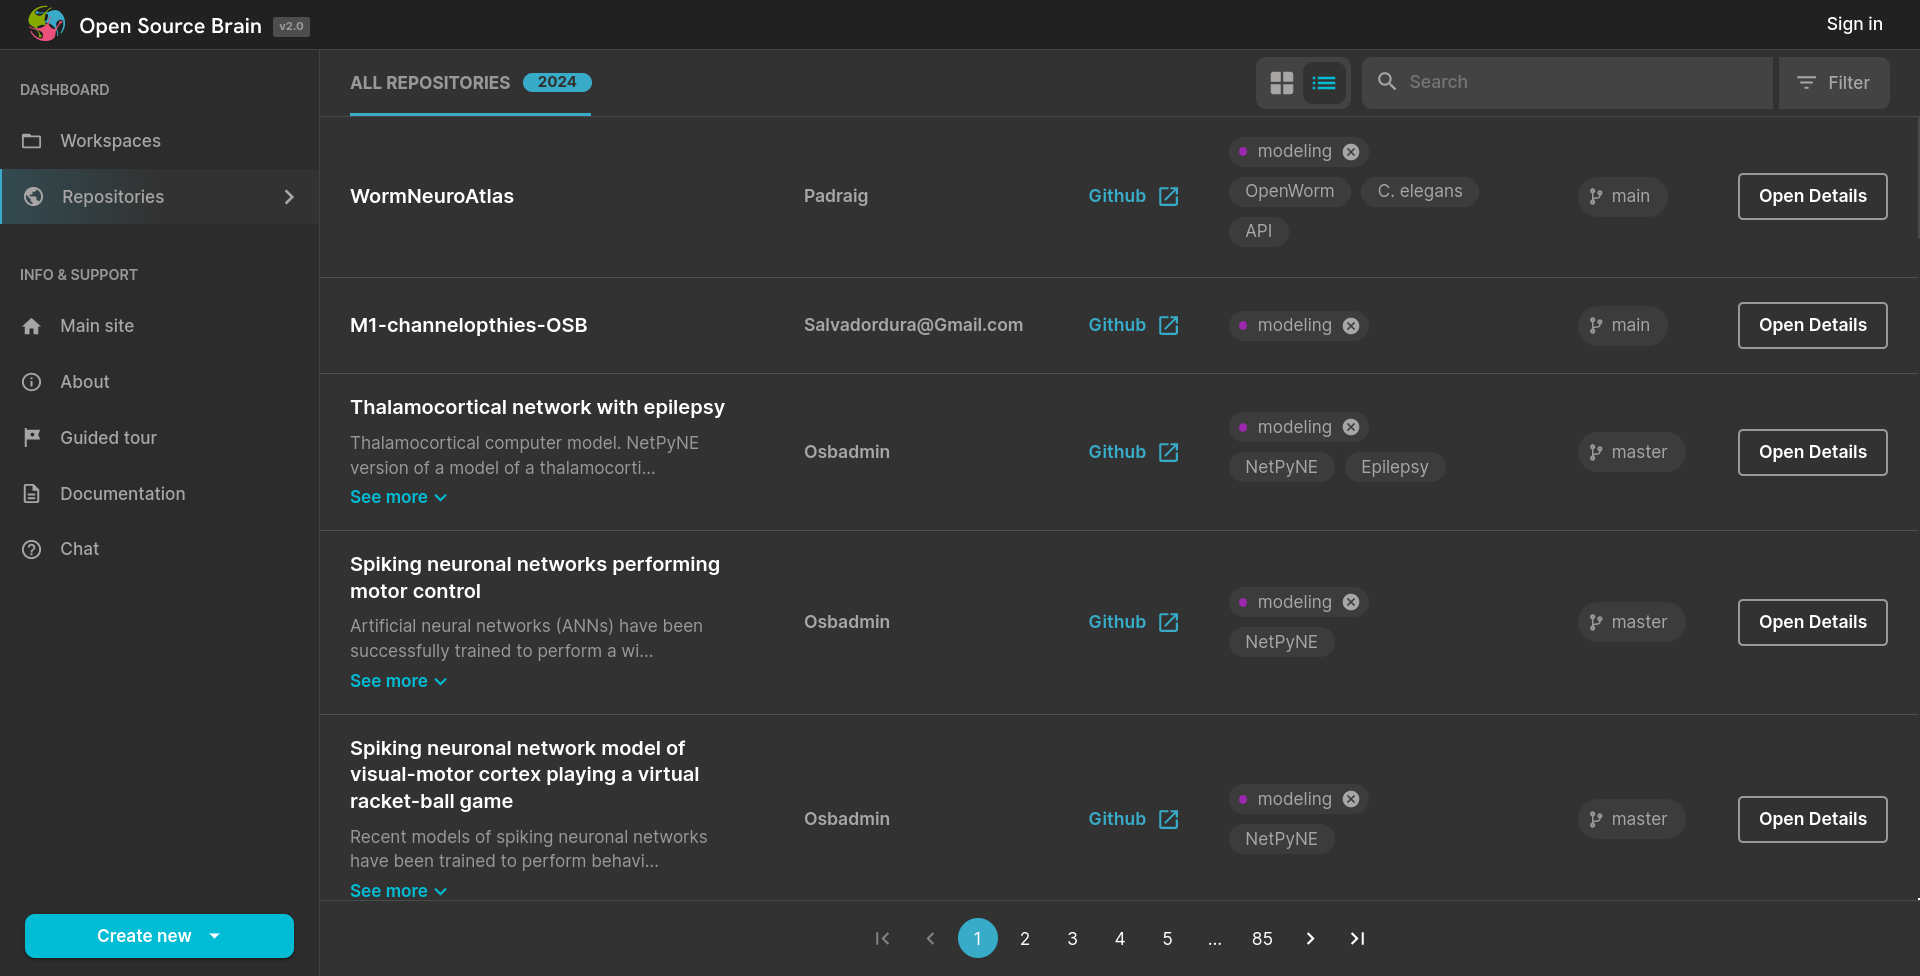 Open Source Brain v2.0
Sign in
DASHBOARD
Workspaces
Repositories
INFO & SUPPORT
Main site
About
Guided tour
Documentation
Chat
Create new
ALL REPOSITORIES 2024
Search
Filter
WormNeuroAtlas
Padraig
Github
modeling
OpenWorm C. elegans
API
main
Open Details
M1-channelopthies-OSB
Salvadordura@Gmail.com
Github
modeling
main
Open Details
Thalamocortical network with epilepsy
Thalamocortical computer model. NetPyNE
version of a model of a thalamocorti...
See more
Osbadmin
Github
modeling
NetPyNE Epilepsy
master
Open Details
Spiking neuronal networks performing
motor control
Artificial neural networks (ANNs) have been
successfully trained to perform a wi...
See more
Osbadmin
Github
modeling
NetPyNE
master
Open Details
Spiking neuronal network model of
visual-motor cortex playing a virtual
racket-ball game
Recent models of spiking neuronal networks
have been trained to perform behavi...
See more
Osbadmin
Github
modeling
NetPyNE
master
Open Details
1 2 3 4 5 ... 85